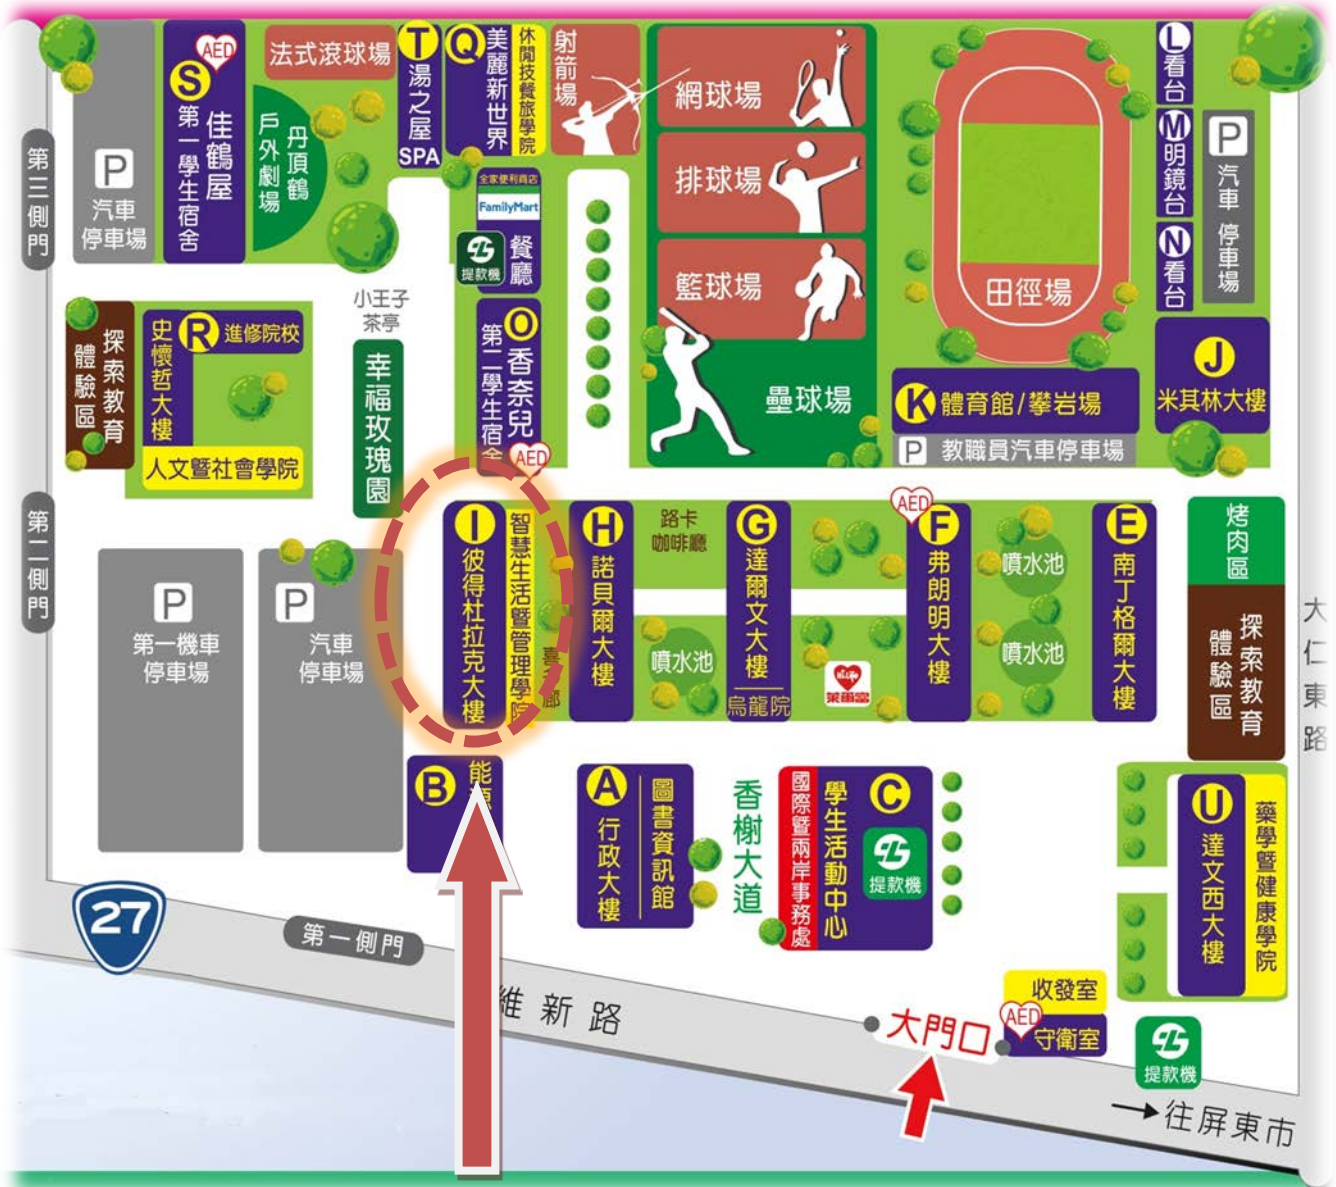 第三側門
P
汽車
停車場
AED
S
佳鶴屋
第一學生宿舍
法式滾球場
丹頂鶴
戶外劇場
T
湯之屋
SPA
Q
美麗新世界
休閒技餐旅學院
射箭場
網球場
排球場
籃球場
壘球場
田徑場
L
看台
M
明鏡台
N
看台
P
汽車
停車場
全家便利商店
FamilyMart
提款機
餐廳
小王子
茶亭
幸福玫瑰園
探索教育
體驗區
R
進修院校
史懷哲大樓
人文暨社會學院
O
香奈兒
第二學生宿舍
AED
K
體育館/攀岩場
P
教職員汽車停車場
J
米其林大樓
第二側門
P
第一機車
停車場
P
汽車
停車場
I
彼得杜拉克大樓
智慧生活暨管理學院
H
諾貝爾大樓
路卡
咖啡廳
噴水池
G
達爾文大樓
烏龍院
Hi-Life
萊爾富
AED
F
弗朗明大樓
噴水池
噴水池
E
南丁格爾大樓
烤肉區
探索教育
體驗區
大仁東路
B
能
A
行政大樓
圖書資訊館
香榭大道
國際暨兩岸事務處
學生活動中心
C
提款機
U
達文西大樓
藥學暨健康學院
27
第一側門
維新路
大門口
收發室
AED
守衛室
提款機
→往屏東市